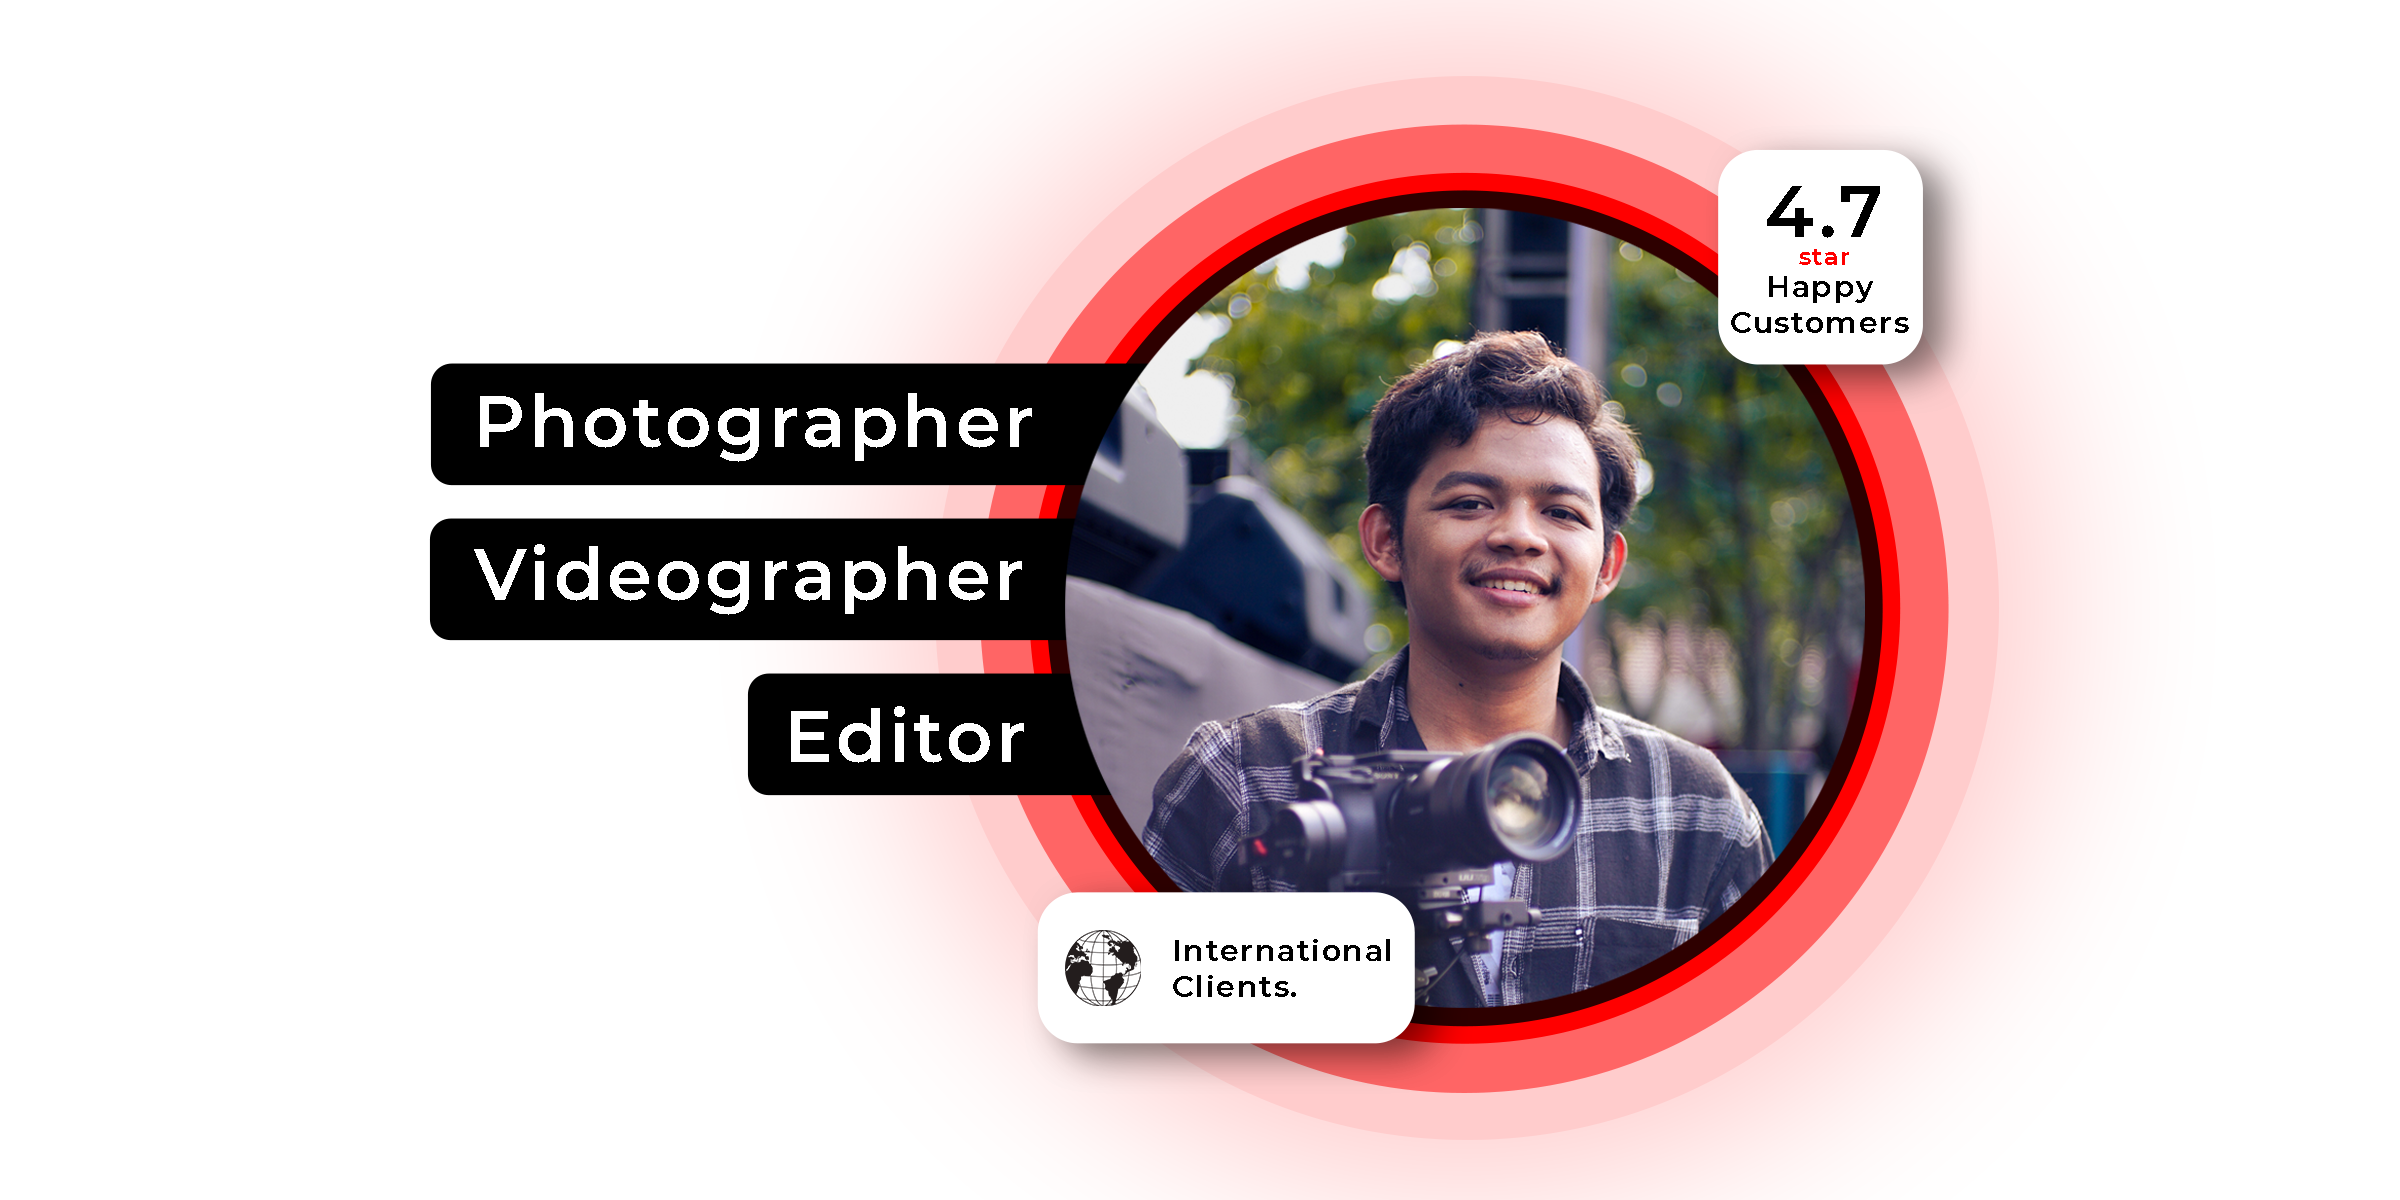 4.7
star
Happy
Customers
Photographer
Videographer
Editor
International
Clients.